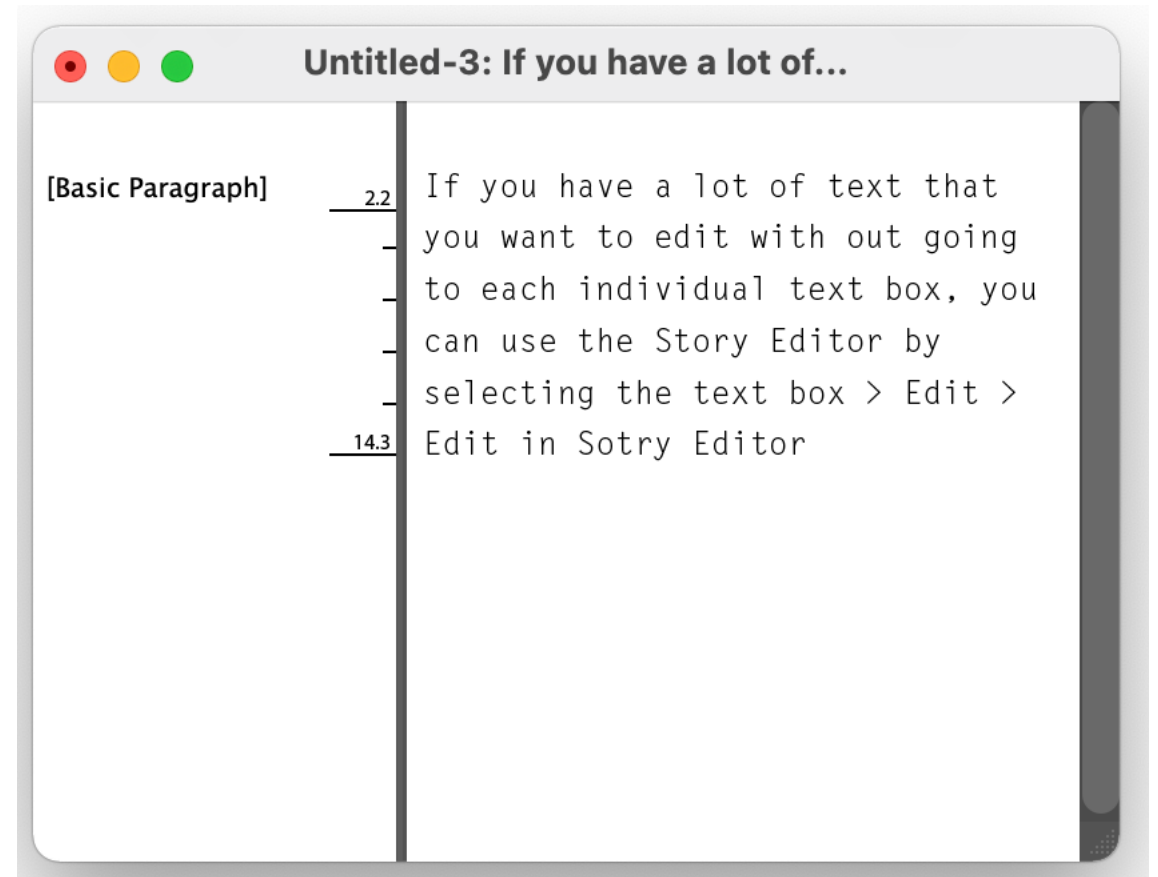 Untitled-3: If you have a lot of...
[Basic Paragraph]
2.2
If you have a lot of text that
you want to edit with out going
to each individual text box, you
can use the Story Editor by
selecting the text box > Edit >
14.3
Edit in Sotry Editor